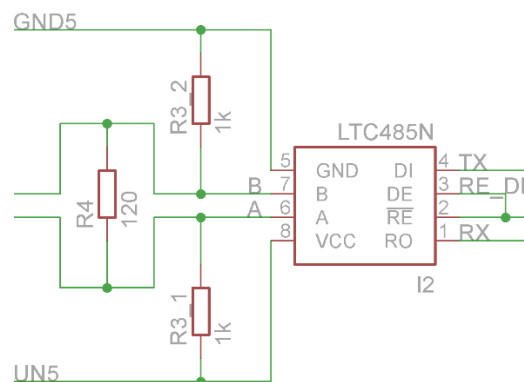 GND5
R3_2
1k
LTC485N
5 GND DI 4 TX
B 7 B DE 3 RE_DE
A 6 A RE 2
8 VCC RO 1 RX
R4
120
I2
R3_1
1k
UN5